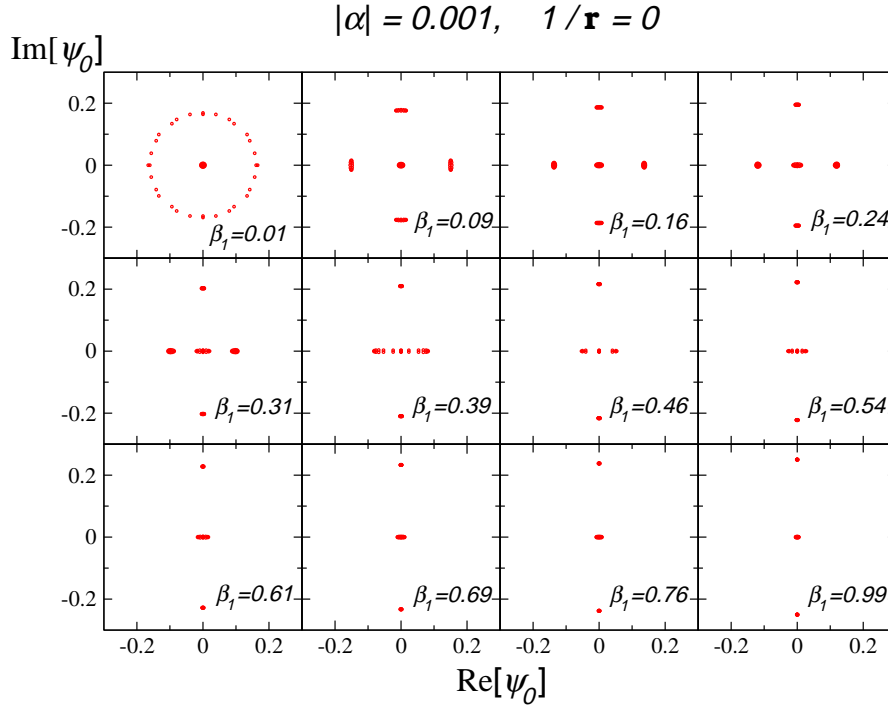 |α| = 0.001, 1 / r = 0
Im[ψ0]
0.2
0
-0.2
β1=0.01
β1=0.09
β1=0.16
β1=0.24
0.2
0
-0.2
β1=0.31
β1=0.39
β1=0.46
β1=0.54
0.2
0
-0.2
β1=0.61
β1=0.69
β1=0.76
β1=0.99
-0.2 0 0.2 -0.2 0 0.2 -0.2 0 0.2 -0.2 0 0.2
Re[ψ0]